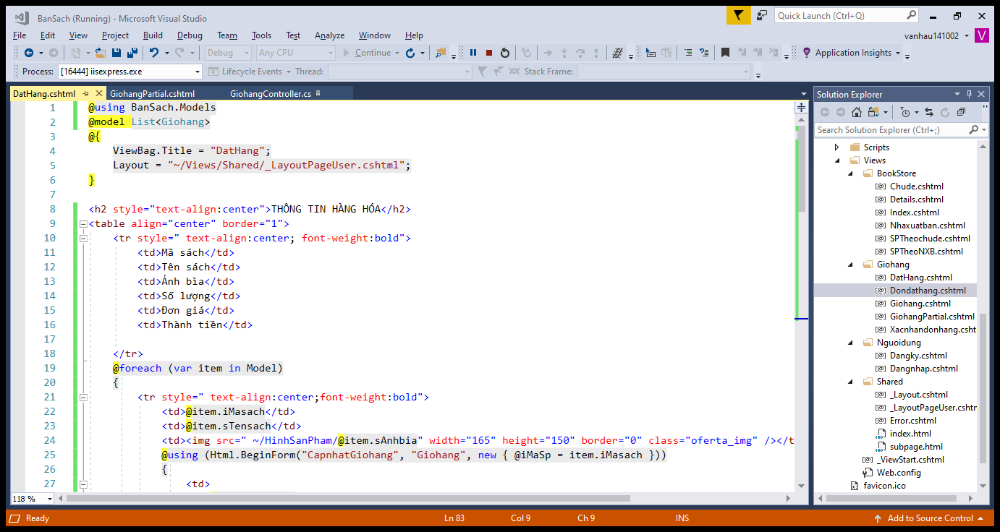 BanSach (Running) - Microsoft Visual Studio
Quick Launch (Ctrl+Q)
File Edit View Project Build Debug Team Tools Test Analyze Window Help
vanhau141002 V
Debug Any CPU Continue Application Insights
Process: [16444] iisexpress.exe Lifecycle Events Thread: Stack Frame:
DatHang.cshtml GiohangPartial.cshtml GiohangController.cs
1 @using BanSach.Models
2 @model List<Giohang>
3 @{
4 ViewBag.Title = "DatHang";
5 Layout = "~/Views/Shared/_LayoutPageUser.cshtml";
6 }
7
8 <h2 style="text-align:center">THÔNG TIN HÀNG HÓA</h2>
9 <table align="center" border="1">
10 <tr style=" text-align:center; font-weight:bold">
11 <td>Mã sách</td>
12 <td>Tên sách</td>
13 <td>Ảnh bìa</td>
14 <td>Số lượng</td>
15 <td>Đơn giá</td>
16 <td>Thành tiền</td>
17
18 </tr>
19 @foreach (var item in Model)
20 {
21 <tr style=" text-align:center;font-weight:bold">
22 <td>@item.iMasach</td>
23 <td>@item.sTensach</td>
24 <td><img src=" ~/HinhSanPham/@item.sAnhbia" width="165" height="150" border="0" class="oferta_img" /></t
25 @using (Html.BeginForm("CapnhatGiohang", "Giohang", new { @iMaSp = item.iMasach }))
26 {
27 <td>
118 %
Solution Explorer
Search Solution Explorer (Ctrl+;)
Scripts
Views
BookStore
Chude.cshtml
Details.cshtml
Index.cshtml
Nhaxuatban.cshtml
SPTheochude.cshtml
SPTheoNXB.cshtml
Giohang
DatHang.cshtml
Dondathang.cshtml
Giohang.cshtml
GiohangPartial.cshtml
Xacnhandonhang.csht
Nguoidung
Dangky.cshtml
Dangnhap.cshtml
Shared
_Layout.cshtml
_LayoutPageUser.cshtr
Error.cshtml
index.html
subpage.html
_ViewStart.cshtml
Web.config
favicon.ico
Ready Ln 83 Col 9 Ch 9 INS Add to Source Control